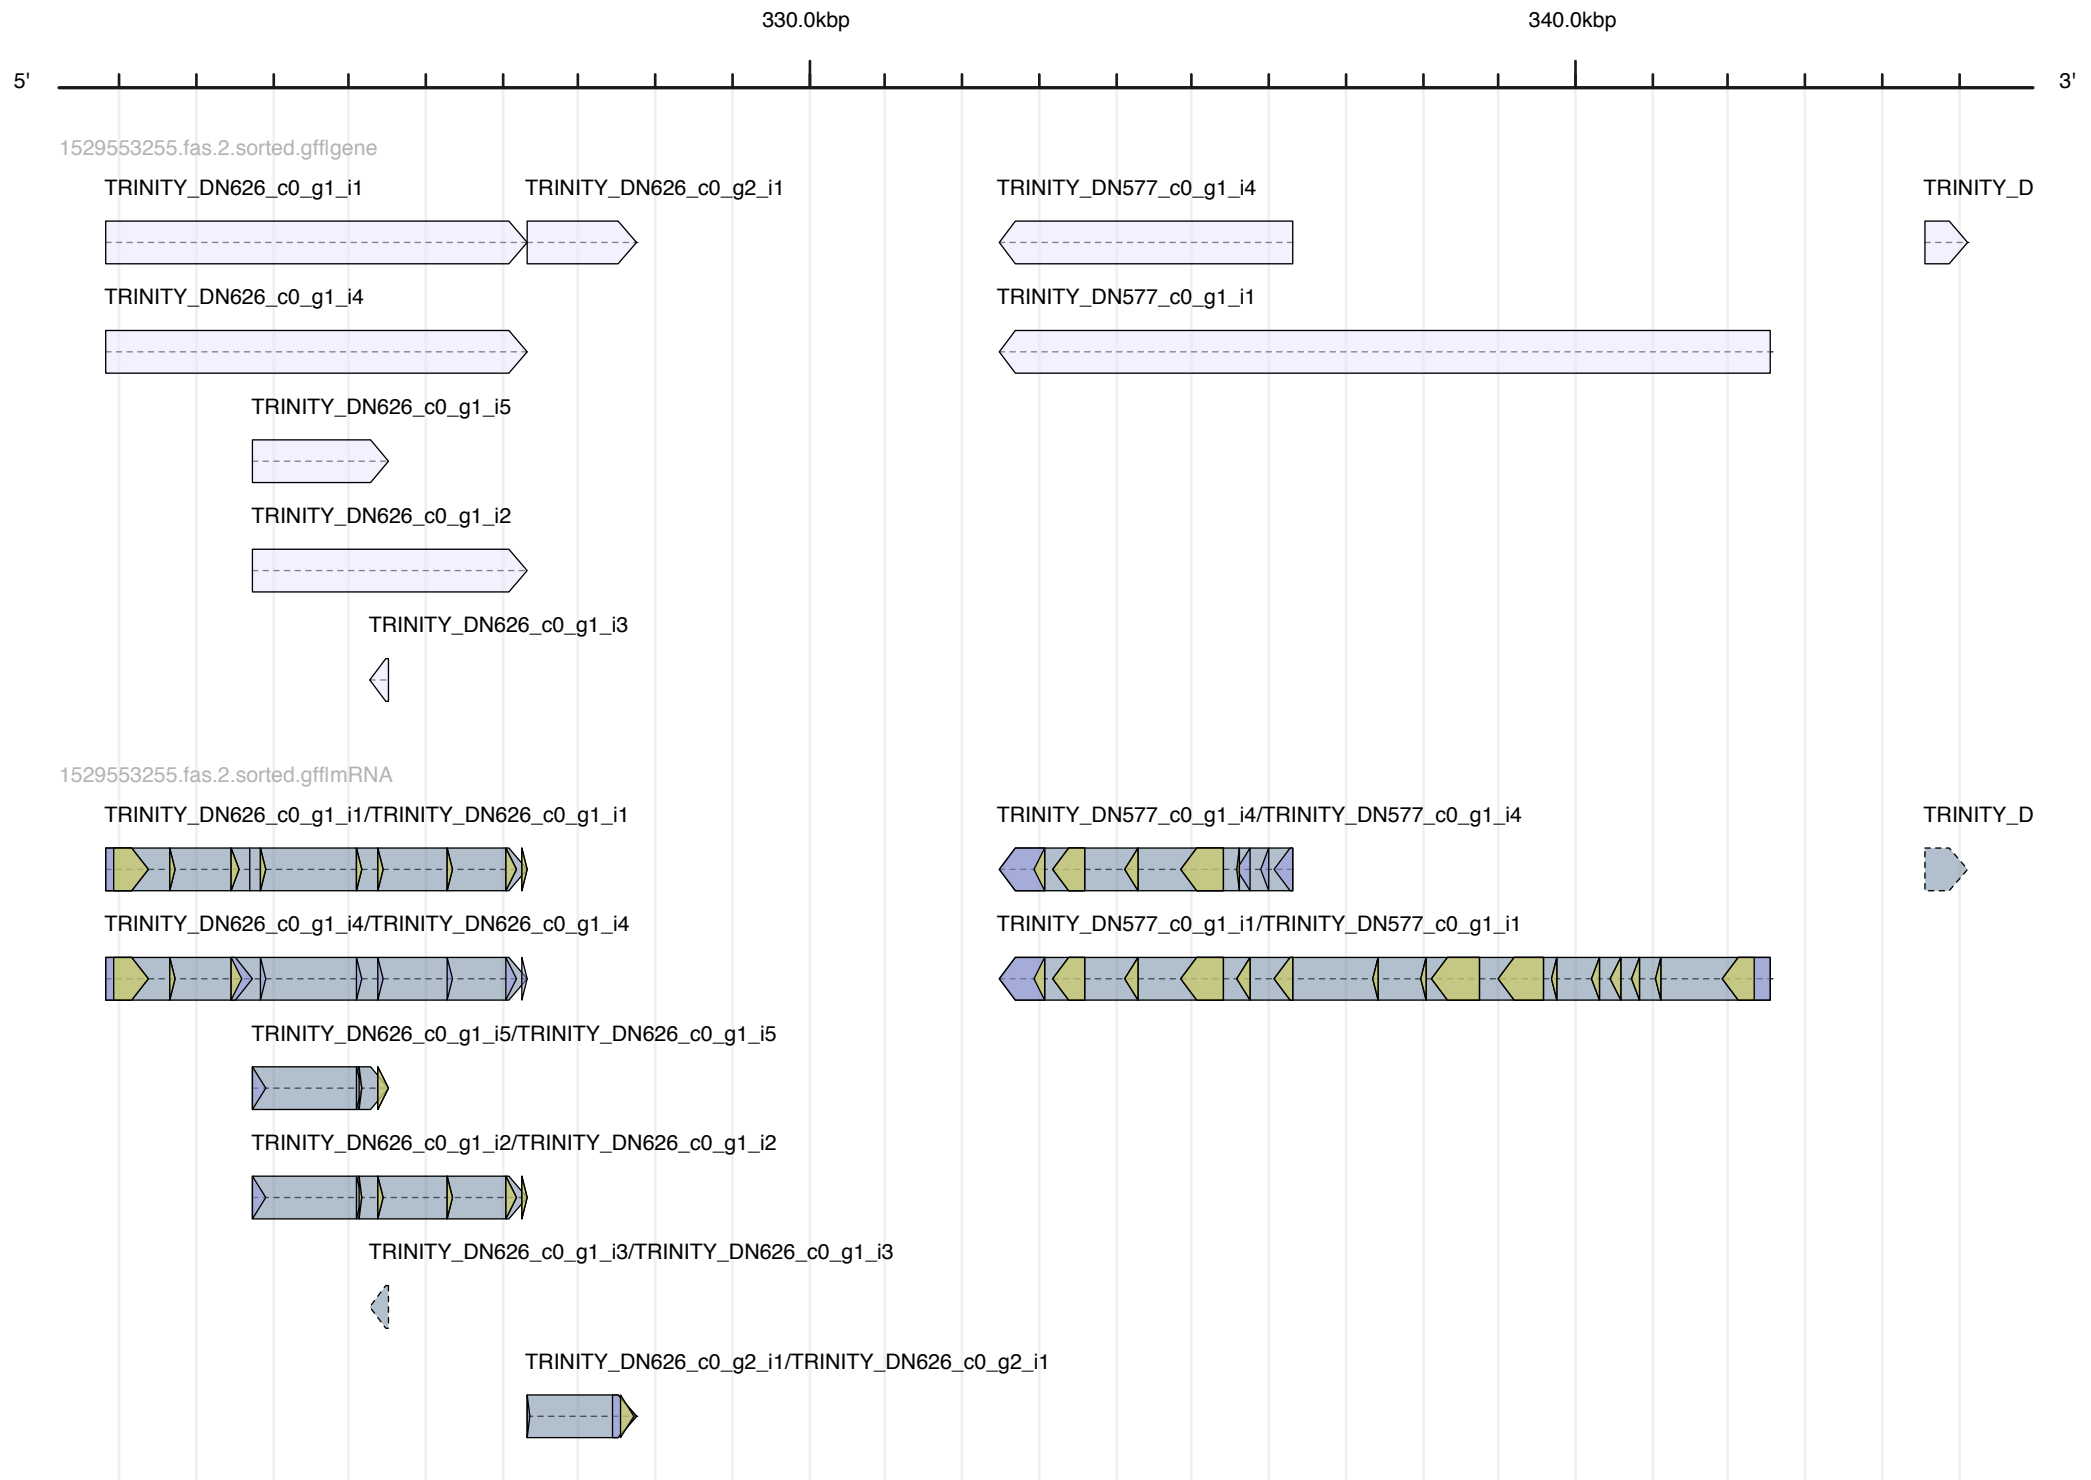 330.0kbp 340.0kbp
5' 3'
1529553255.fas.2.sorted.gff|gene
TRINITY_DN626_c0_g1_i1 TRINITY_DN626_c0_g2_i1 TRINITY_DN577_c0_g1_i4 TRINITY_D
TRINITY_DN626_c0_g1_i4 TRINITY_DN577_c0_g1_i1
TRINITY_DN626_c0_g1_i5
TRINITY_DN626_c0_g1_i2
TRINITY_DN626_c0_g1_i3
1529553255.fas.2.sorted.gff|mRNA
TRINITY_DN626_c0_g1_i1/TRINITY_DN626_c0_g1_i1 TRINITY_DN577_c0_g1_i4/TRINITY_DN577_c0_g1_i4 TRINITY_D
TRINITY_DN626_c0_g1_i4/TRINITY_DN626_c0_g1_i4 TRINITY_DN577_c0_g1_i1/TRINITY_DN577_c0_g1_i1
TRINITY_DN626_c0_g1_i5/TRINITY_DN626_c0_g1_i5
TRINITY_DN626_c0_g1_i2/TRINITY_DN626_c0_g1_i2
TRINITY_DN626_c0_g1_i3/TRINITY_DN626_c0_g1_i3
TRINITY_DN626_c0_g2_i1/TRINITY_DN626_c0_g2_i1